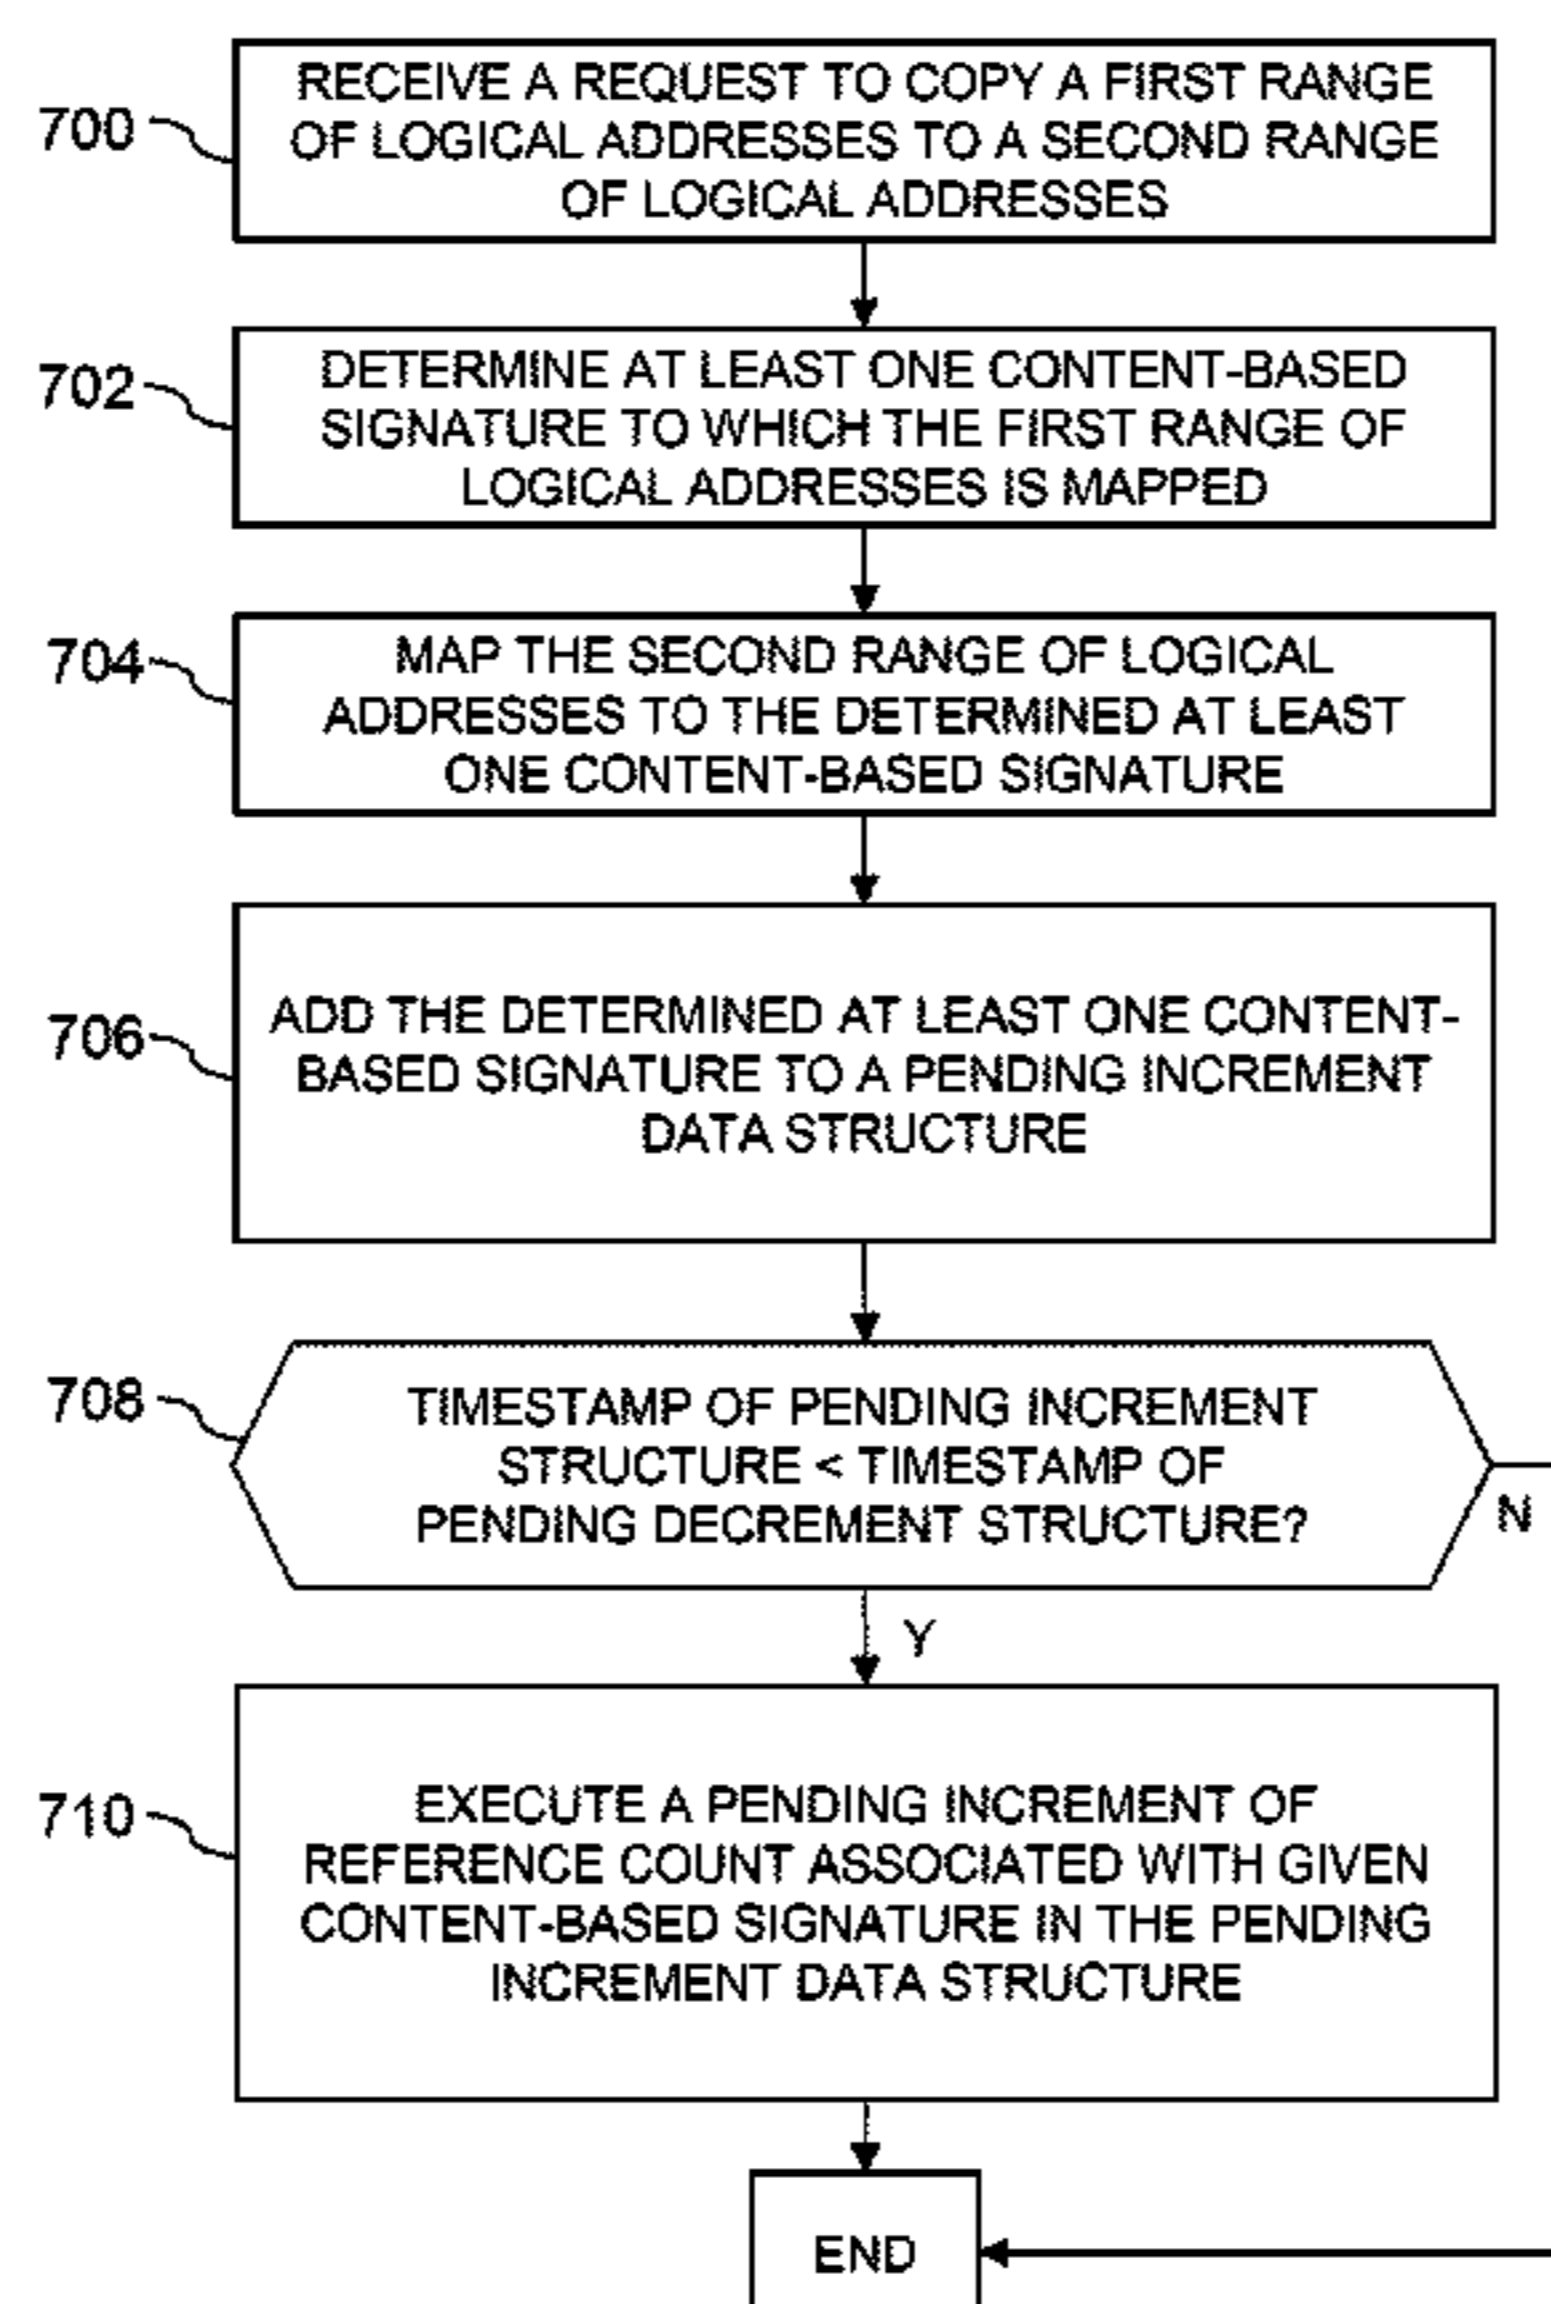 700
RECEIVE A REQUEST TO COPY A FIRST RANGE
OF LOGICAL ADDRESSES TO A SECOND RANGE
OF LOGICAL ADDRESSES
702
DETERMINE AT LEAST ONE CONTENT-BASED
SIGNATURE TO WHICH THE FIRST RANGE OF
LOGICAL ADDRESSES IS MAPPED
704
MAP THE SECOND RANGE OF LOGICAL
ADDRESSES TO THE DETERMINED AT LEAST
ONE CONTENT-BASED SIGNATURE
706
ADD THE DETERMINED AT LEAST ONE CONTENT-
BASED SIGNATURE TO A PENDING INCREMENT
DATA STRUCTURE
708
TIMESTAMP OF PENDING INCREMENT
STRUCTURE < TIMESTAMP OF
PENDING DECREMENT STRUCTURE?
N
Y
710
EXECUTE A PENDING INCREMENT OF
REFERENCE COUNT ASSOCIATED WITH GIVEN
CONTENT-BASED SIGNATURE IN THE PENDING
INCREMENT DATA STRUCTURE
END